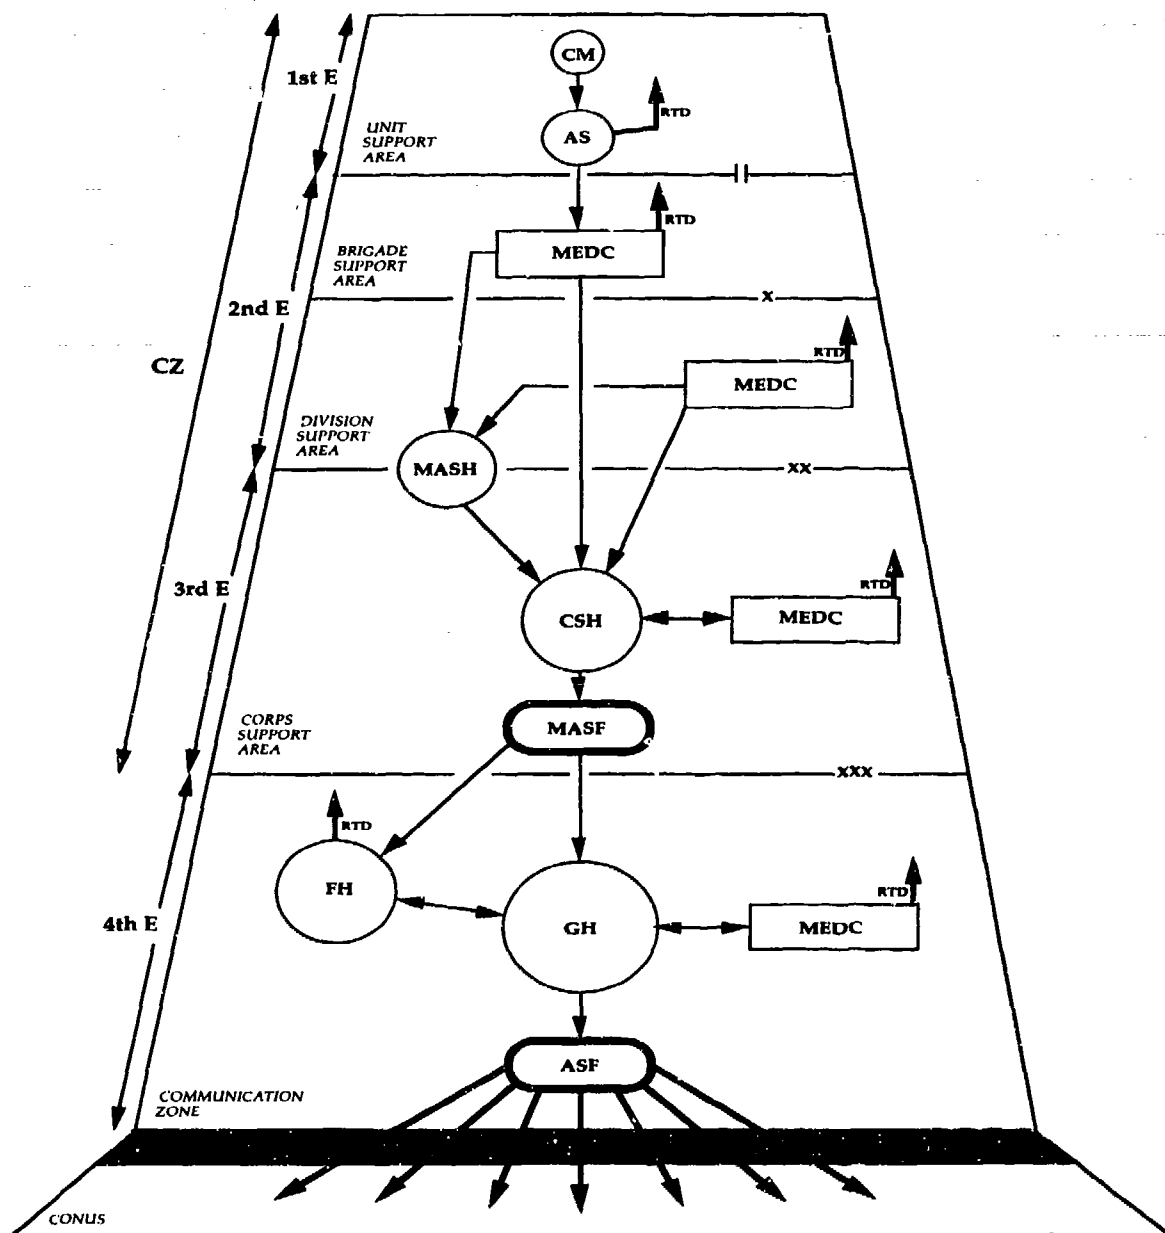 CM
1st E
RTD
UNIT
SUPPORT
AREA
AS
RTD
BRIGADE
SUPPORT
AREA
MEDC
x
2nd E
CZ
RTD
MEDC
DIVISION
SUPPORT
AREA
MASH
xx
3rd E
RTD
CSH
MEDC
CORPS
SUPPORT
AREA
MASF
xxx
RTD
FH
RTD
4th E
GH
MEDC
ASF
COMMUNICATION
ZONE
CONUS